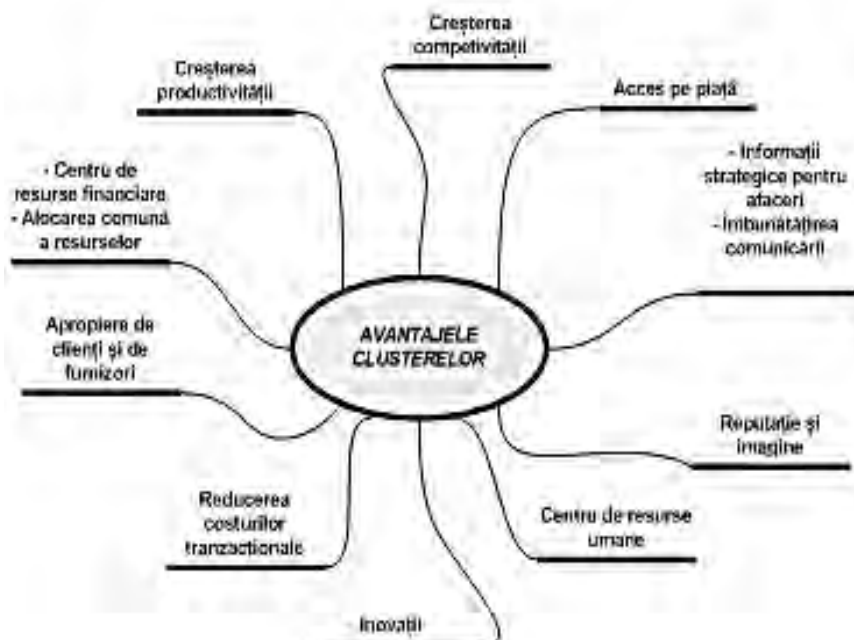 Creșterea
competivității
Creșterea
productivității
Acces pe piață
- Centru de
resurse financiare
- Alocarea comună
a resurselor
- Informații
strategice pentru
afaceri
- Îmbunătățirea
comunicării
AVANTAJELE
CLUSTERELOR
Apropiere de
clienți și de
furnizori
Reputație și
imagine
Reducerea
costurilor
tranzacționale
Centru de resurse
umane
Inovații